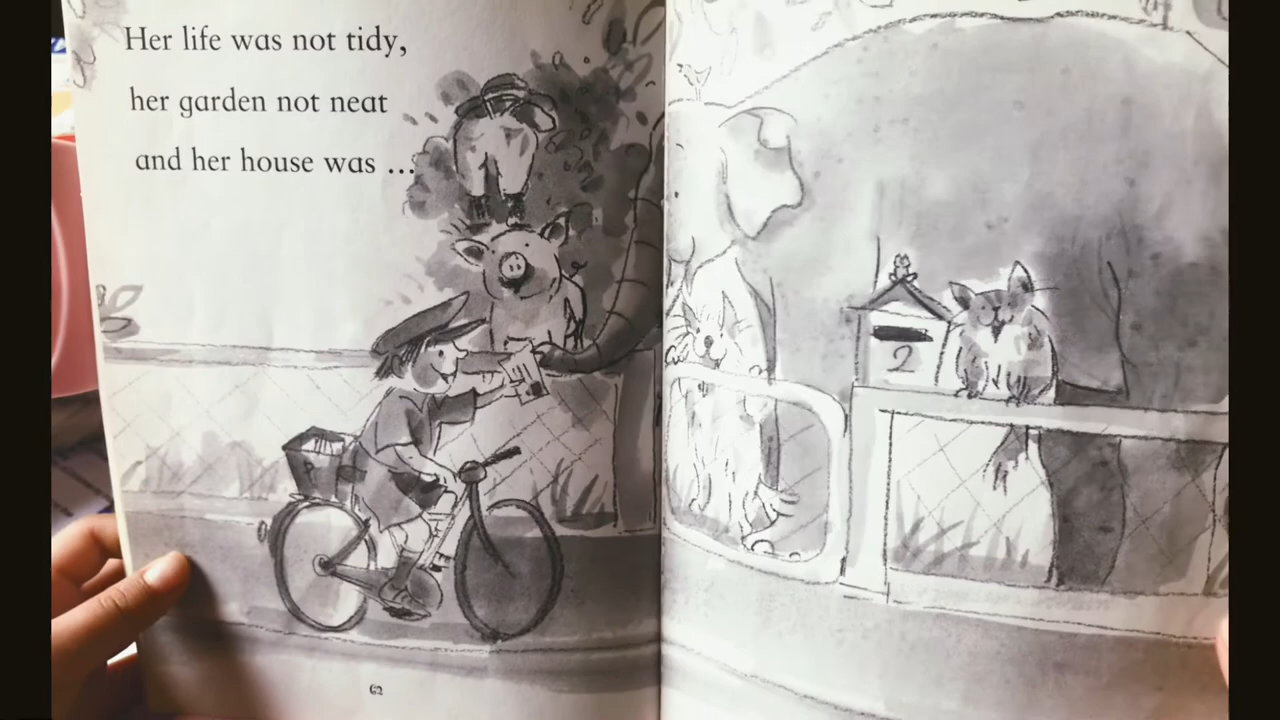 Her life was not tidy,
her garden not neat
and her house was ...
2
62